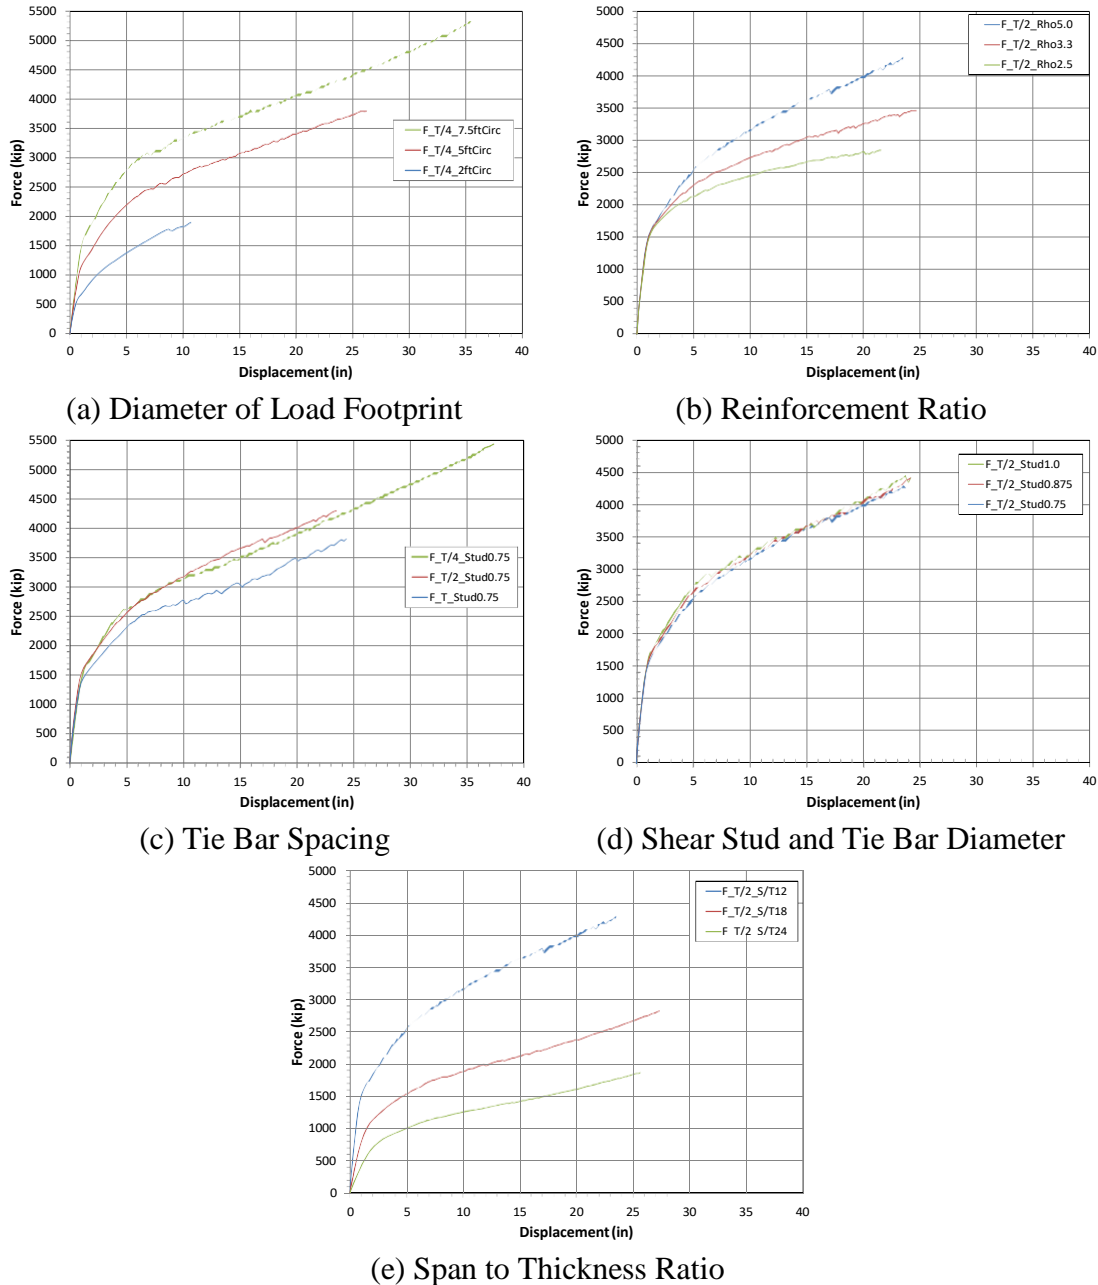 5500
5000
4500
4000
3500
3000
2500
2000
1500
1000
500
0
Force (kip)
F_T/4_7.5ftCirc
F_T/4_5ftCirc
F_T/4_2ftCirc
0 5 10 15 20 25 30 35 40
Displacement (in)
(a) Diameter of Load Footprint
5000
4500
4000
3500
3000
2500
2000
1500
1000
500
0
Force (kip)
F_T/2_Rho5.0
F_T/2_Rho3.3
F_T/2_Rho2.5
0 5 10 15 20 25 30 35 40
Displacement (in)
(b) Reinforcement Ratio
5500
5000
4500
4000
3500
3000
2500
2000
1500
1000
500
0
Force (kip)
F_T/4_Stud0.75
F_T/2_Stud0.75
F_T_Stud0.75
0 5 10 15 20 25 30 35 40
Displacement (in)
(c) Tie Bar Spacing
5000
4500
4000
3500
3000
2500
2000
1500
1000
500
0
Force (kip)
F_T/2_Stud1.0
F_T/2_Stud0.875
F_T/2_Stud0.75
0 5 10 15 20 25 30 35 40
Displacement (in)
(d) Shear Stud and Tie Bar Diameter
5000
4500
4000
3500
3000
2500
2000
1500
1000
500
0
Force (kip)
F_T/2_S/T12
F_T/2_S/T18
F_T/2_S/T24
0 5 10 15 20 25 30 35 40
Displacement (in)
(e) Span to Thickness Ratio